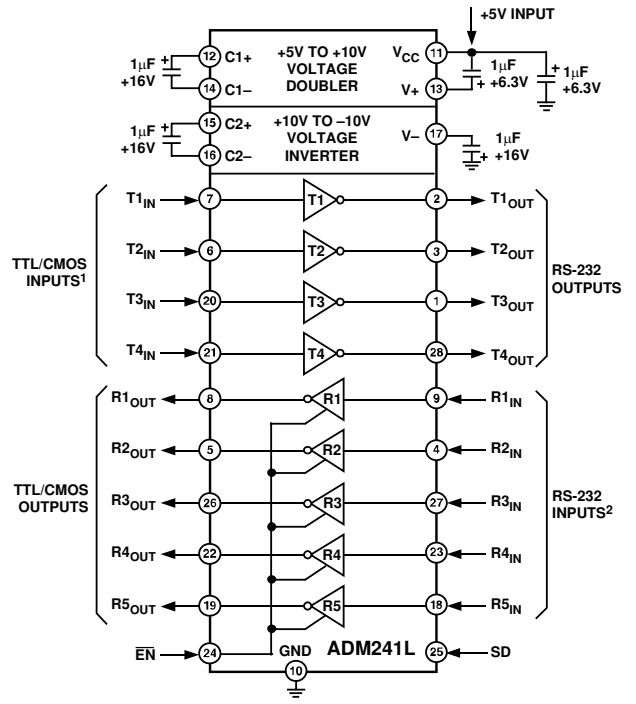 +5V INPUT
1µF
+16V
+
12
C1+
14
C1–
+5V TO +10V
VOLTAGE
DOUBLER
VCC
11
V+
13
1µF
+6.3V
+
+
1µF
+6.3V
1µF
+16V
+
15
C2+
16
C2–
+10V TO –10V
VOLTAGE
INVERTER
V–
17
1µF
+16V
+
TTL/CMOS
INPUTS1
T1IN
7
T1
2
T1OUT
T2IN
6
T2
3
T2OUT
T3IN
20
T3
1
T3OUT
T4IN
21
T4
28
T4OUT
RS-232
OUTPUTS
TTL/CMOS
OUTPUTS
R1OUT
8
R1
9
R1IN
R2OUT
5
R2
4
R2IN
R3OUT
26
R3
27
R3IN
R4OUT
22
R4
23
R4IN
R5OUT
19
R5
18
R5IN
RS-232
INPUTS2
EN
24
GND
10
ADM241L
25
SD